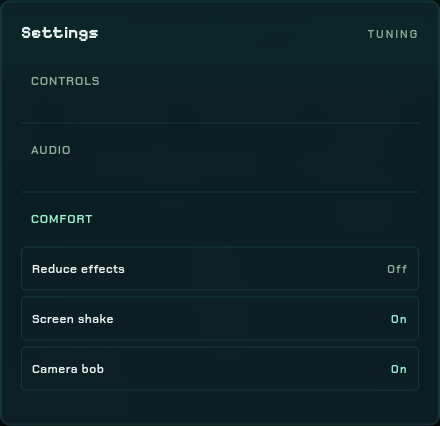 Settings
TUNING
CONTROLS
AUDIO
COMFORT
Reduce effects
Off
Screen shake
On
Camera bob
On